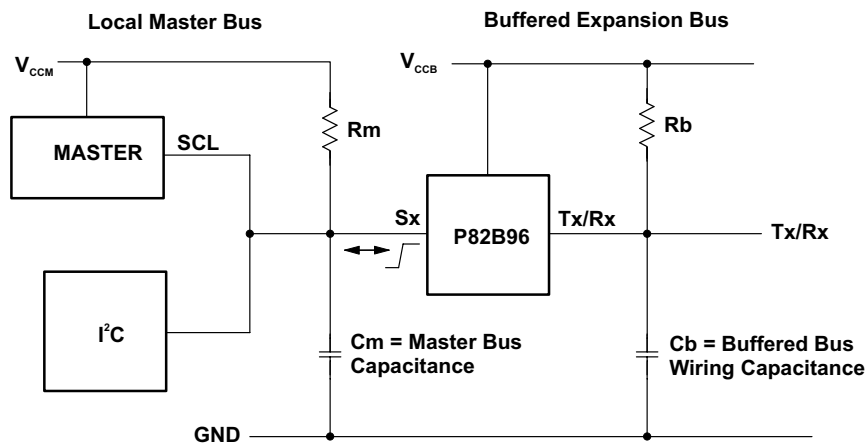 Local Master Bus
Buffered Expansion Bus
VCCM
VCCB
MASTER
SCL
Rm
Rb
Sx
P82B96
Tx/Rx
Tx/Rx
I²C
Cm = Master Bus
Capacitance
Cb = Buffered Bus
Wiring Capacitance
GND